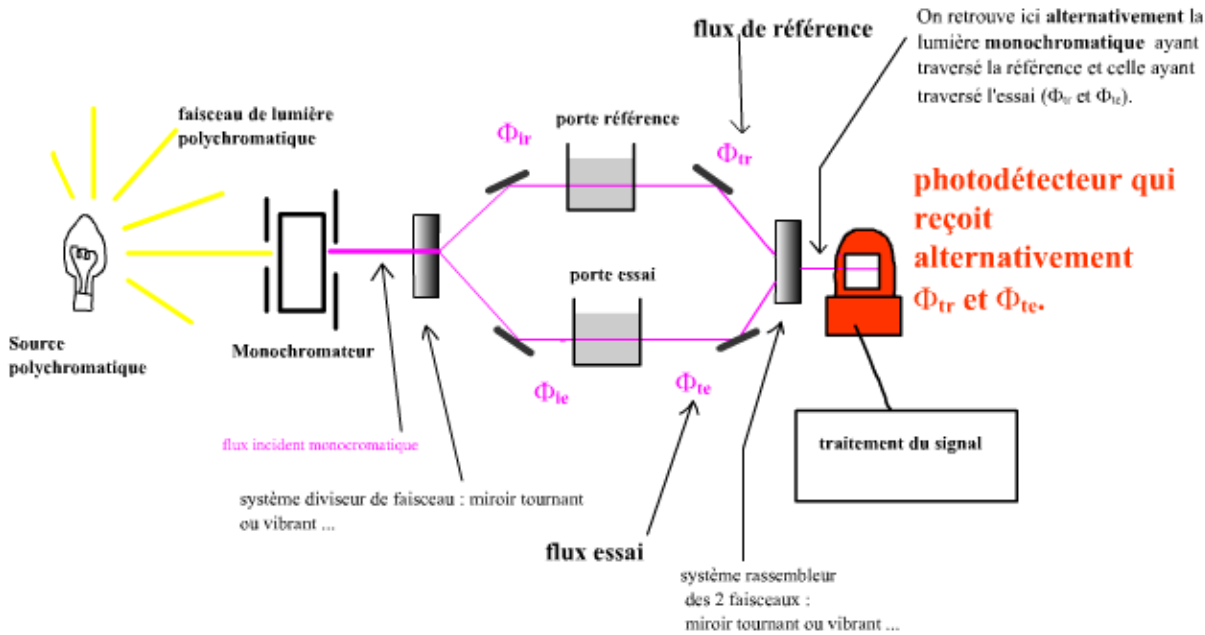 flux de référence
On retrouve ici alternativement la
lumière monochromatique ayant
traversé la référence et celle ayant
traversé l'essai (Φtr et Φte).
faisceau de lumière
polychromatique
porte référence
Φir
Φtr
photodétecteur qui
reçoit
alternativement
Φtr et Φte.
porte essai
Source
polychromatique
Monochromateur
Φie
Φte
flux incident monocromatique
traitement du signal
système diviseur de faisceau : miroir tournant
ou vibrant ...
flux essai
système rassembleur
des 2 faisceaux :
miroir tournant ou vibrant ...